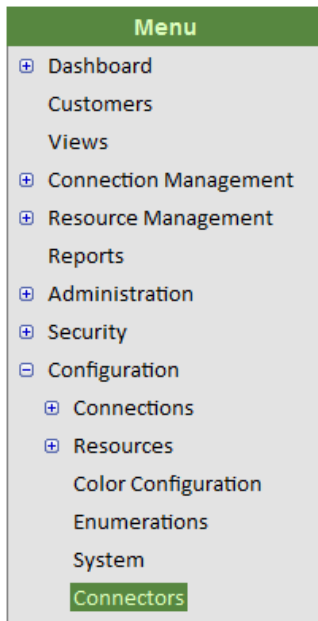 Menu
Dashboard
Customers
Views
Connection Management
Resource Management
Reports
Administration
Security
Configuration
Connections
Resources
Color Configuration
Enumerations
System
Connectors